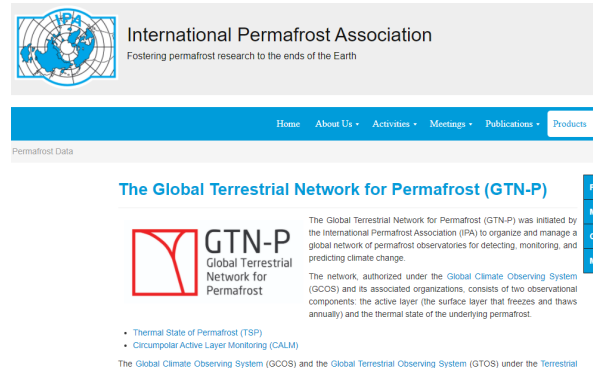 IPA
International Permafrost Association
Fostering permafrost research to the ends of the Earth
Home About Us Activities Meetings Publications Products
Permafrost Data
The Global Terrestrial Network for Permafrost (GTN-P)
GTN-P
Global Terrestrial
Network for
Permafrost
The Global Terrestrial Network for Permafrost (GTN-P) was initiated by
the International Permafrost Association (IPA) to organize and manage a
global network of permafrost observatories for detecting, monitoring, and
predicting climate change.
The network, authorized under the Global Climate Observing System
(GCOS) and its associated organizations, consists of two observational
components: the active layer (the surface layer that freezes and thaws
annually) and the thermal state of the underlying permafrost.
Thermal State of Permafrost (TSP)
Circumpolar Active Layer Monitoring (CALM)
The Global Climate Observing System (GCOS) and the Global Terrestrial Observing System (GTOS) under the Terrestrial